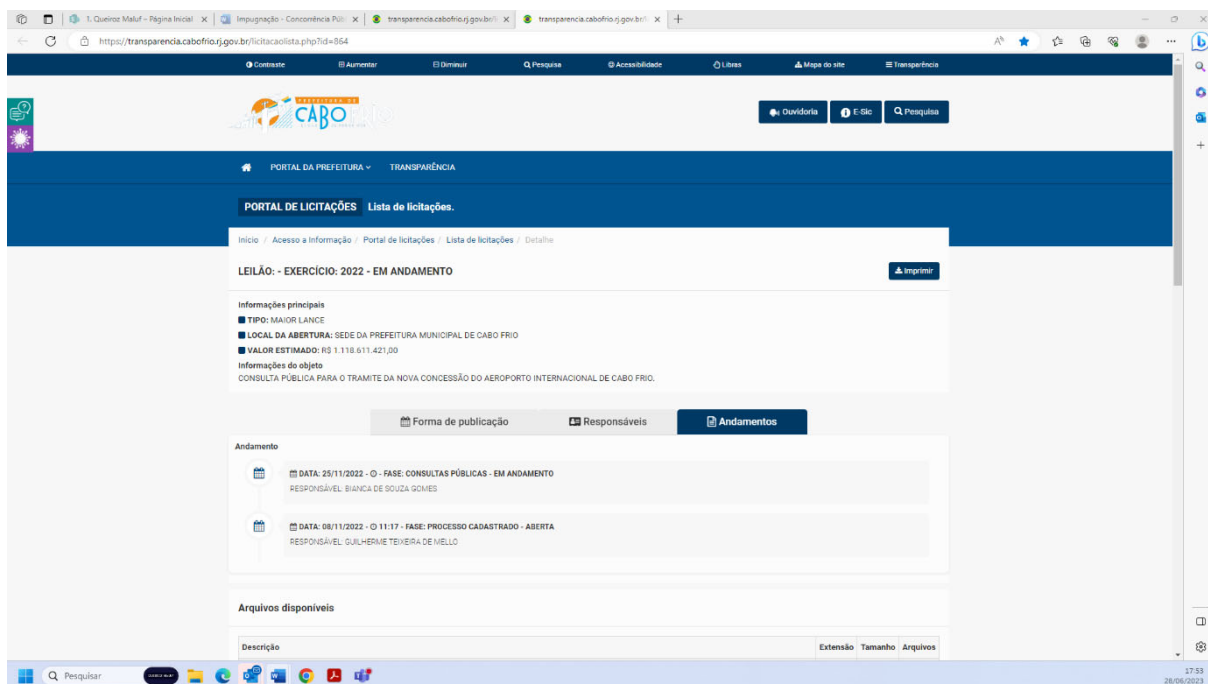 1. Queiroz Maluf – Página Inicial
Impugnação - Concorrência Púb
transparencia.cabofrio.rj.gov.br/l
transparencia.cabofrio.rj.gov.br/l
https://transparencia.cabofrio.rj.gov.br/licitacaolista.php?id=864
Contraste Aumentar Diminuir Pesquisa Acessibilidade Libras Mapa do site Transparência
PREFEITURA DE
CABO FRIO
Ouvidoria E-Sic Pesquisa
PORTAL DA PREFEITURA TRANSPARÊNCIA
PORTAL DE LICITAÇÕES Lista de licitações.
Início / Acesso a Informação / Portal de licitações / Lista de licitações / Detalhe
LEILÃO: - EXERCÍCIO: 2022 - EM ANDAMENTO
Imprimir
Informações principais
TIPO: MAIOR LANCE
LOCAL DA ABERTURA: SEDE DA PREFEITURA MUNICIPAL DE CABO FRIO
VALOR ESTIMADO: R$ 1.118.611.421,00
Informações do objeto
CONSULTA PÚBLICA PARA O TRAMITE DA NOVA CONCESSÃO DO AEROPORTO INTERNACIONAL DE CABO FRIO.
Forma de publicação Responsáveis Andamentos
Andamento
DATA: 25/11/2022 - - FASE: CONSULTAS PÚBLICAS - EM ANDAMENTO
RESPONSÁVEL: BIANCA DE SOUZA GOMES
DATA: 08/11/2022 - 11:17 - FASE: PROCESSO CADASTRADO - ABERTA
RESPONSÁVEL: GUILHERME TEIXEIRA DE MELLO
Arquivos disponíveis
Descrição Extensão Tamanho Arquivos
Pesquisar
17:53
28/06/2023